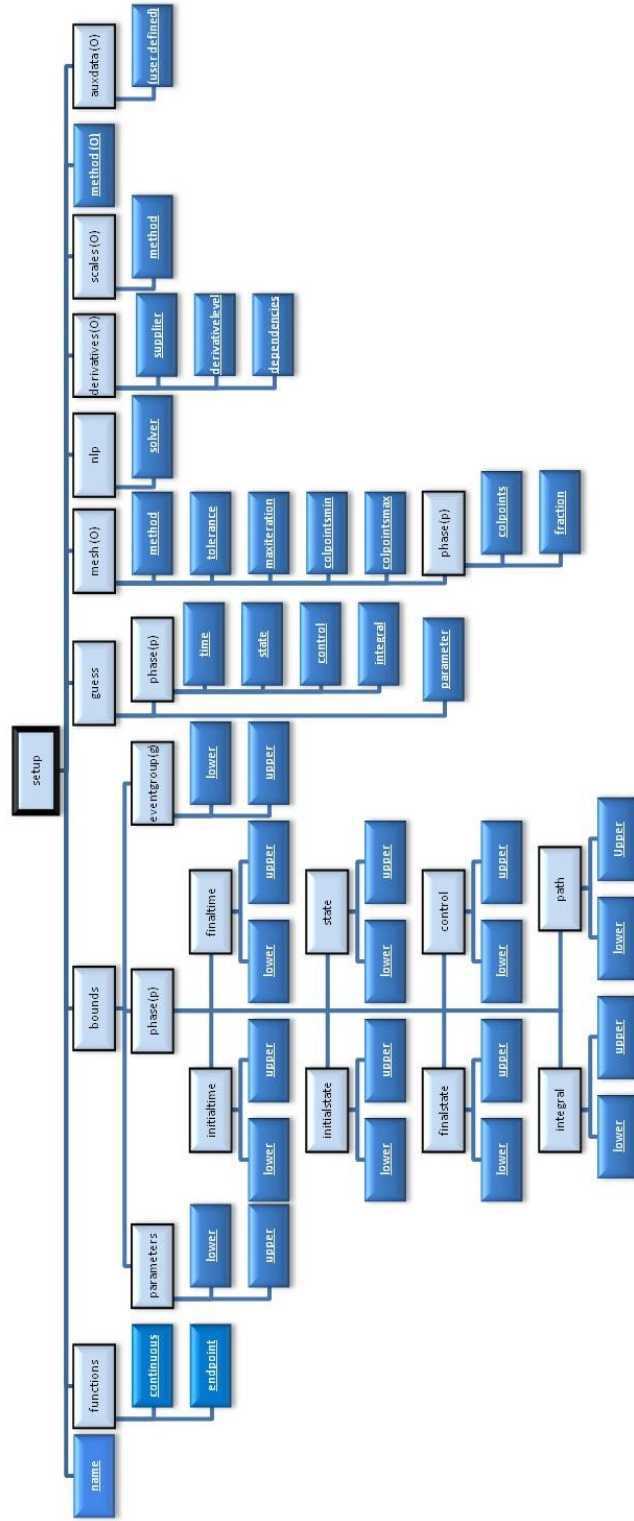 setup
name
functions
continuous
endpoint
bounds
parameters
lower
upper
phase(p)
initialtime
lower
upper
finaltime
lower
upper
initialstate
lower
upper
state
lower
upper
finalstate
lower
upper
control
lower
upper
integral
lower
upper
path
lower
Upper
eventgroup(g)
lower
upper
guess
phase(p)
time
state
control
integral
parameter
mesh (O)
method
tolerance
maxiteration
colpointsmin
colpointsmax
phase(p)
colpoints
fraction
nlp
solver
derivatives(O)
supplier
derivativelevel
dependencies
scales (O)
method
method (O)
auxdata (O)
(user defined)